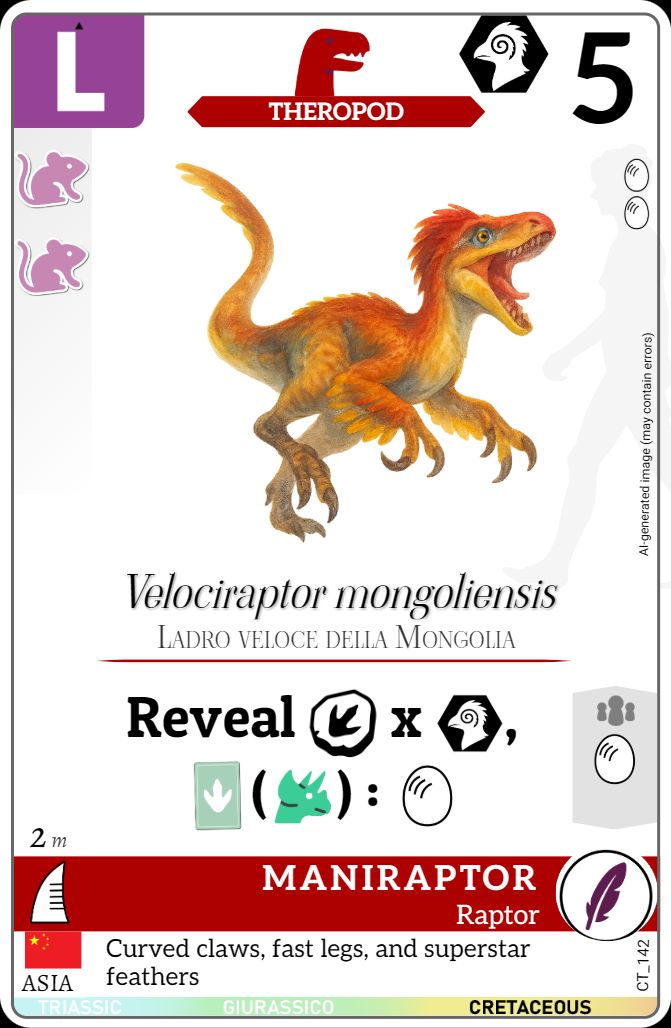 L
THEROPOD
5
AI-generated image (may contain errors)
Velociraptor mongoliensis
Ladro veloce della Mongolia
Reveal x ,
( ) :
2 m
MANIRAPTOR
Raptor
Curved claws, fast legs, and superstar
feathers
ASIA
CT_142
TRIASSIC GIURASSICO CRETACEOUS